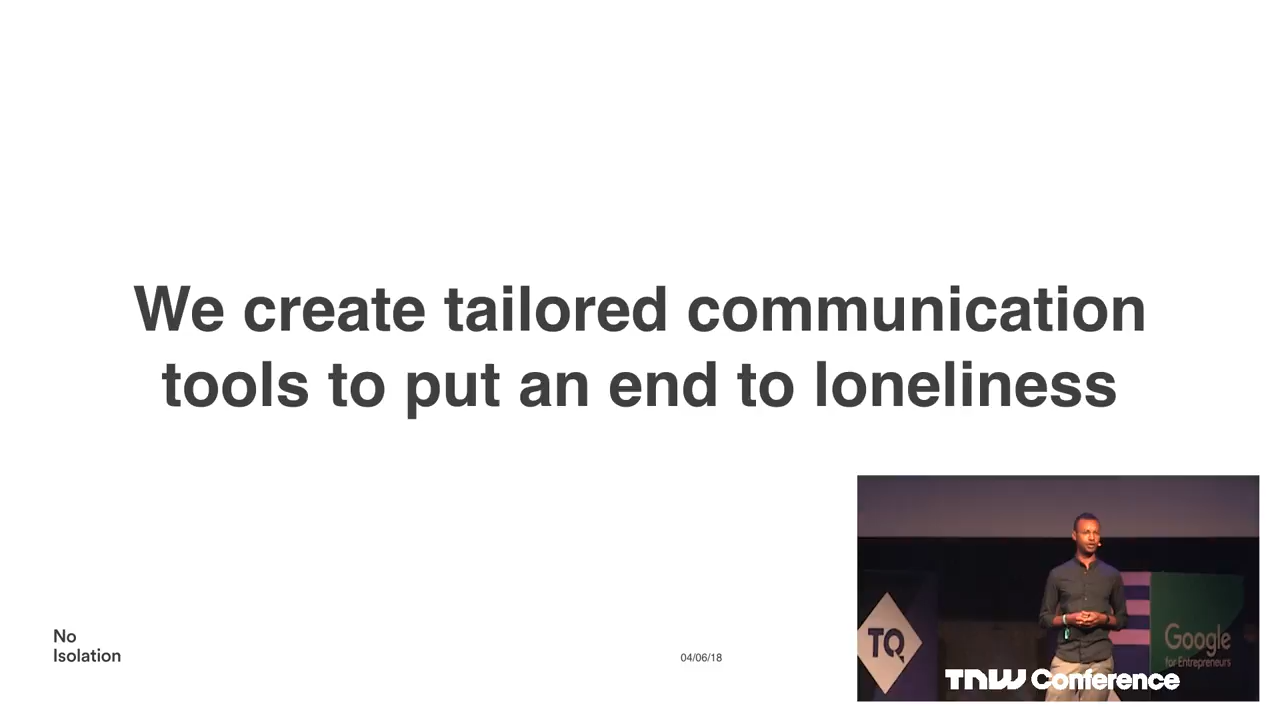 We create tailored communication
tools to put an end to loneliness
No
Isolation
04/06/18
TQ
Google
for Entrepreneurs
TNW Conference